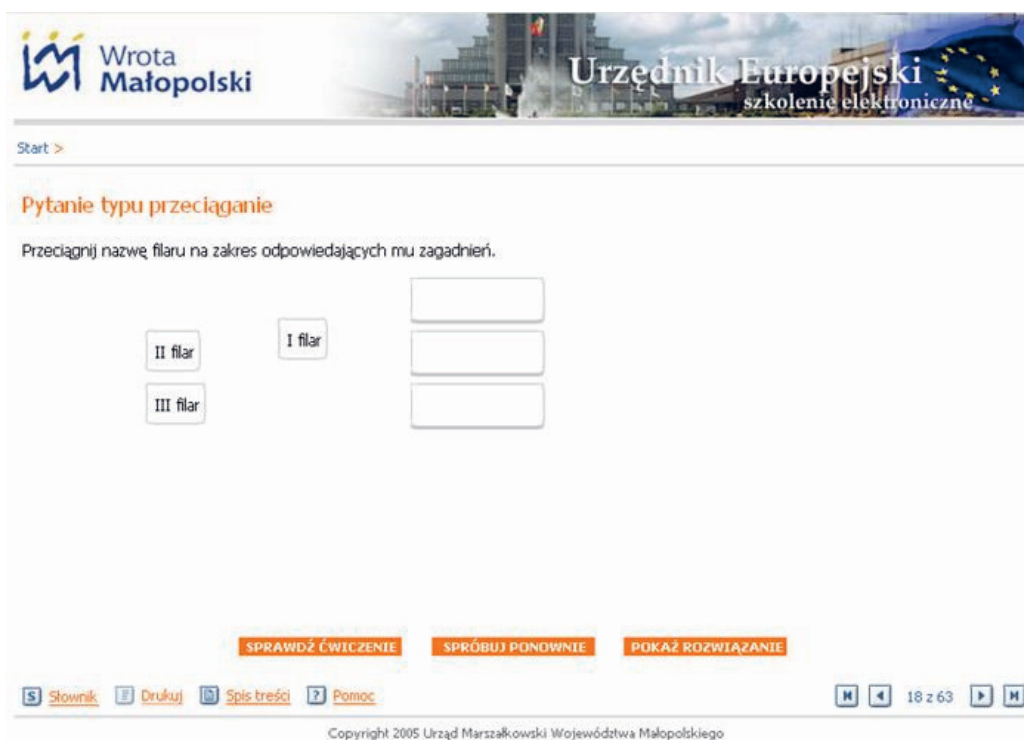 Wrota
Małopolski
Urzędnik Europejski
szkolenie elektroniczne
Start >
Pytanie typu przeciąganie
Przeciągnij nazwę filaru na zakres odpowiedających mu zagadnień.
I filar
II filar
III filar
SPRAWDŹ ĆWICZENIE SPRÓBUJ PONOWNIE POKAŻ ROZWIĄZANIE
S Słownik Drukuj Spis treści ? Pomoc 18 z 63
Copyright 2005 Urząd Marszałkowski Województwa Małopolskiego